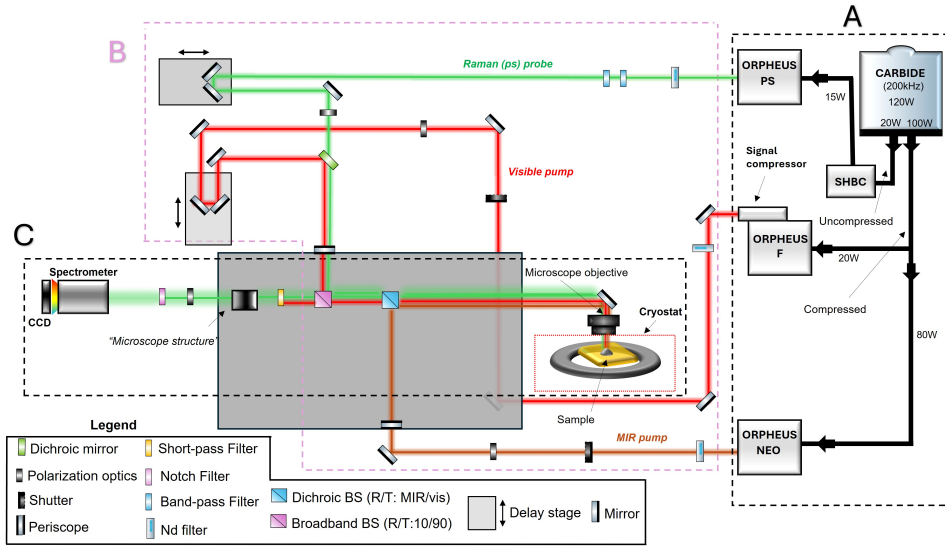 A
B
Raman (ps) probe
ORPHEUS
PS
CARBIDE
(200kHz)
120W
20W 100W
15W
Signal
compressor
SHBC
Visible pump
Uncompressed
ORPHEUS
F
20W
Compressed
80W
C
Spectrometer
CCD
"Microscope structure"
Microscope objective
Cryostat
Sample
MIR pump
ORPHEUS
NEO
Legend
Dichroic mirror
Polarization optics
Shutter
Periscope
Short-pass Filter
Notch Filter
Band-pass Filter
Nd filter
Dichroic BS (R/T: MIR/vis)
Broadband BS (R/T:10/90)
Delay stage
Mirror